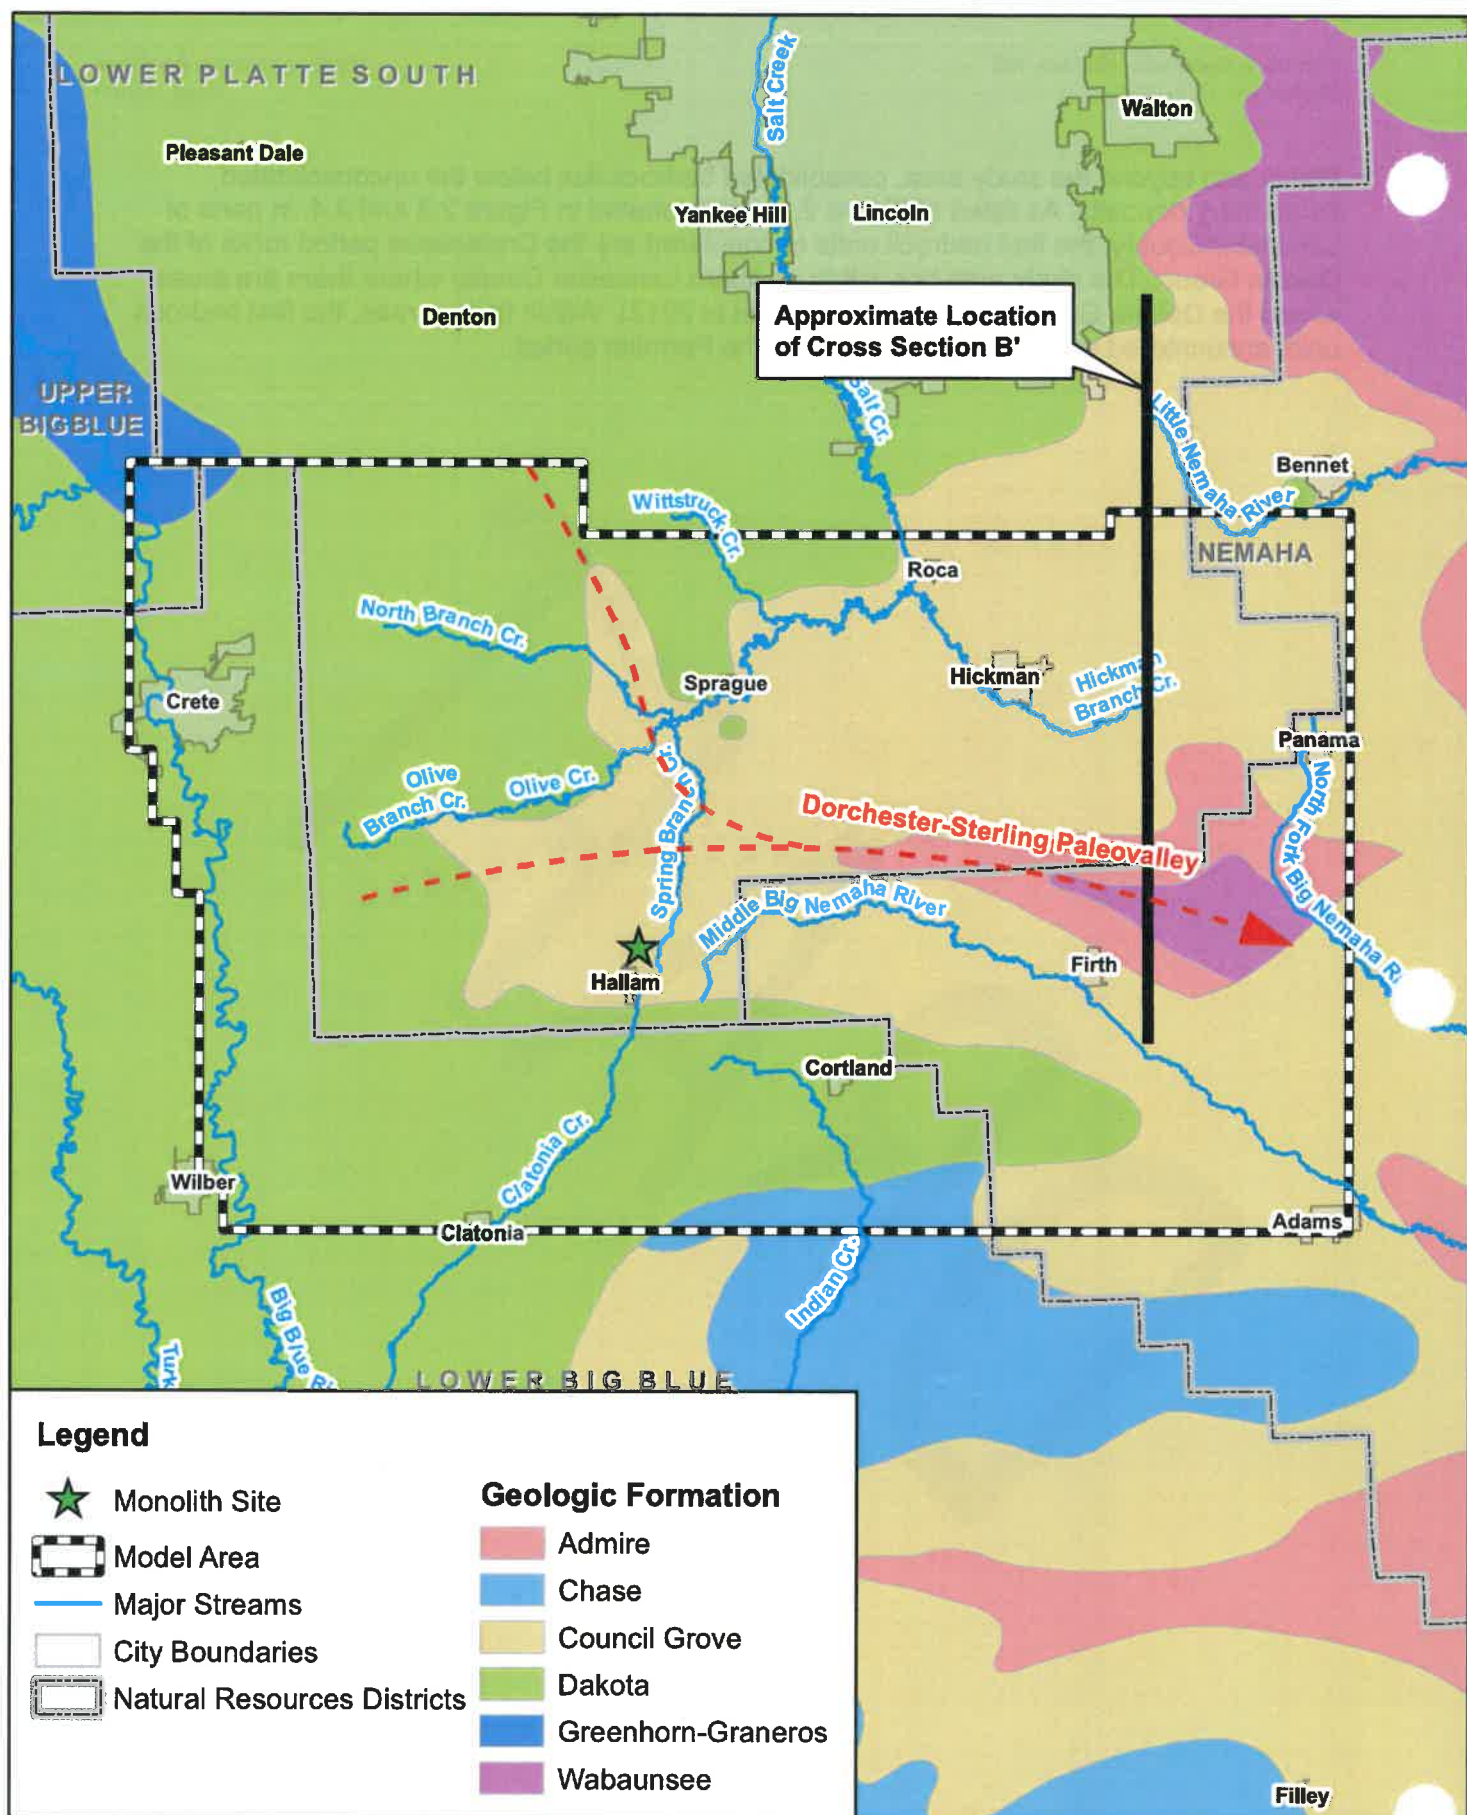 LOWER PLATTE SOUTH
Salt Creek
Walton
Pleasant Dale
Yankee Hill
Lincoln
Denton
Approximate Location
of Cross Section B'
UPPER
BIG BLUE
Salt Cr.
Little Nemaha River
Bennet
Wittstruck Cr.
NEMAHA
Roca
North Branch Cr.
Hickman
Hickman
Branch Cr.
Sprague
Crete
Panama
Olive
Branch Cr.
Olive Cr.
Spring Branch Cr.
Dorchester-Sterling Paleovalley
North Fork Big Nemaha Ri
Middle Big Nemaha River
Firth
Hallam
Cortland
Clatonia Cr.
Wilber
Clatonia
Adams
Indian Cr.
Big Blue Ri
Turk
LOWER BIG BLUE
Legend
Monolith Site
Model Area
Major Streams
City Boundaries
Natural Resources Districts
Geologic Formation
Admire
Chase
Council Grove
Dakota
Greenhorn-Graneros
Wabaunsee
Filley